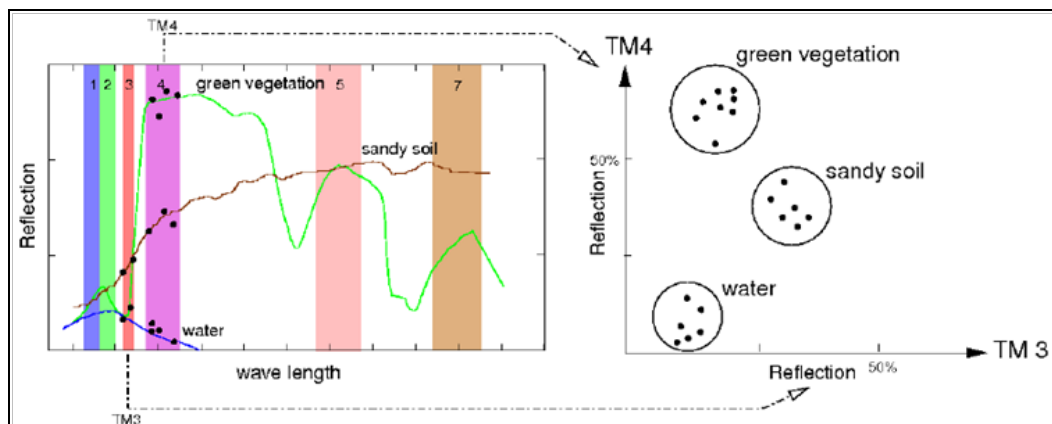 TM4
1 2 3 4 5 7
green vegetation
sandy soil
water
Reflection
wave length
TM3
TM4
green vegetation
50%
sandy soil
Reflection
water
TM 3
Reflection 50%